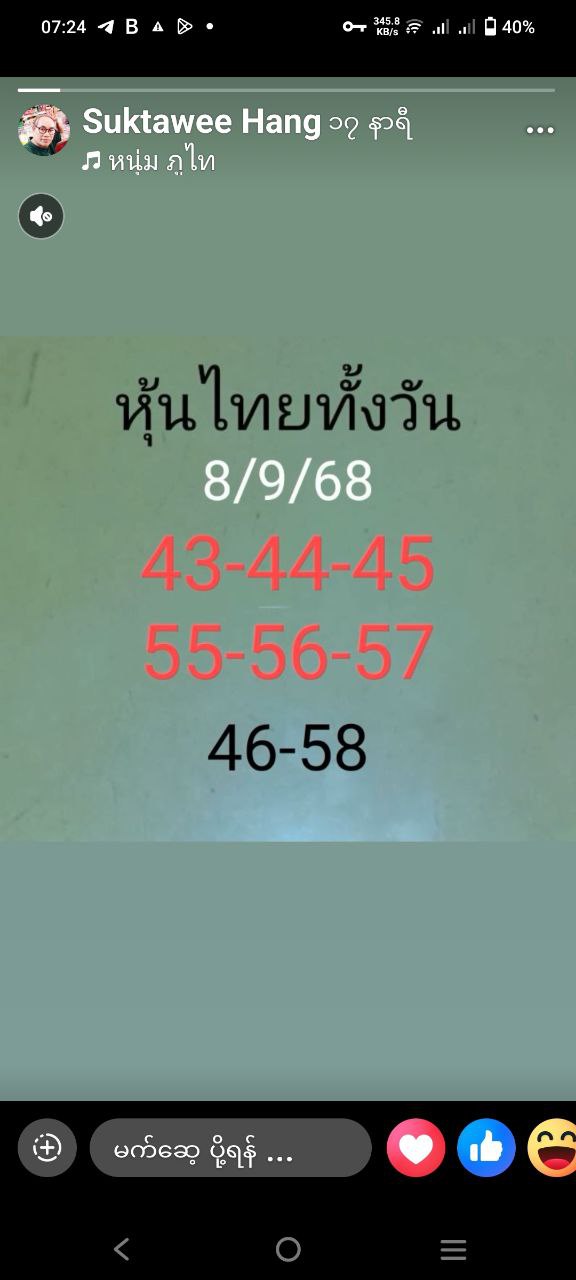 07:24 B 345.8 KB/s 40%
Suktawee Hang ၁၇ နာရီ
หนุ่ม ภูไท
หุ้นไทยทั้งวัน
8/9/68
43-44-45
55-56-57
46-58
မက်ဆေ့ ပို့ရန် ...